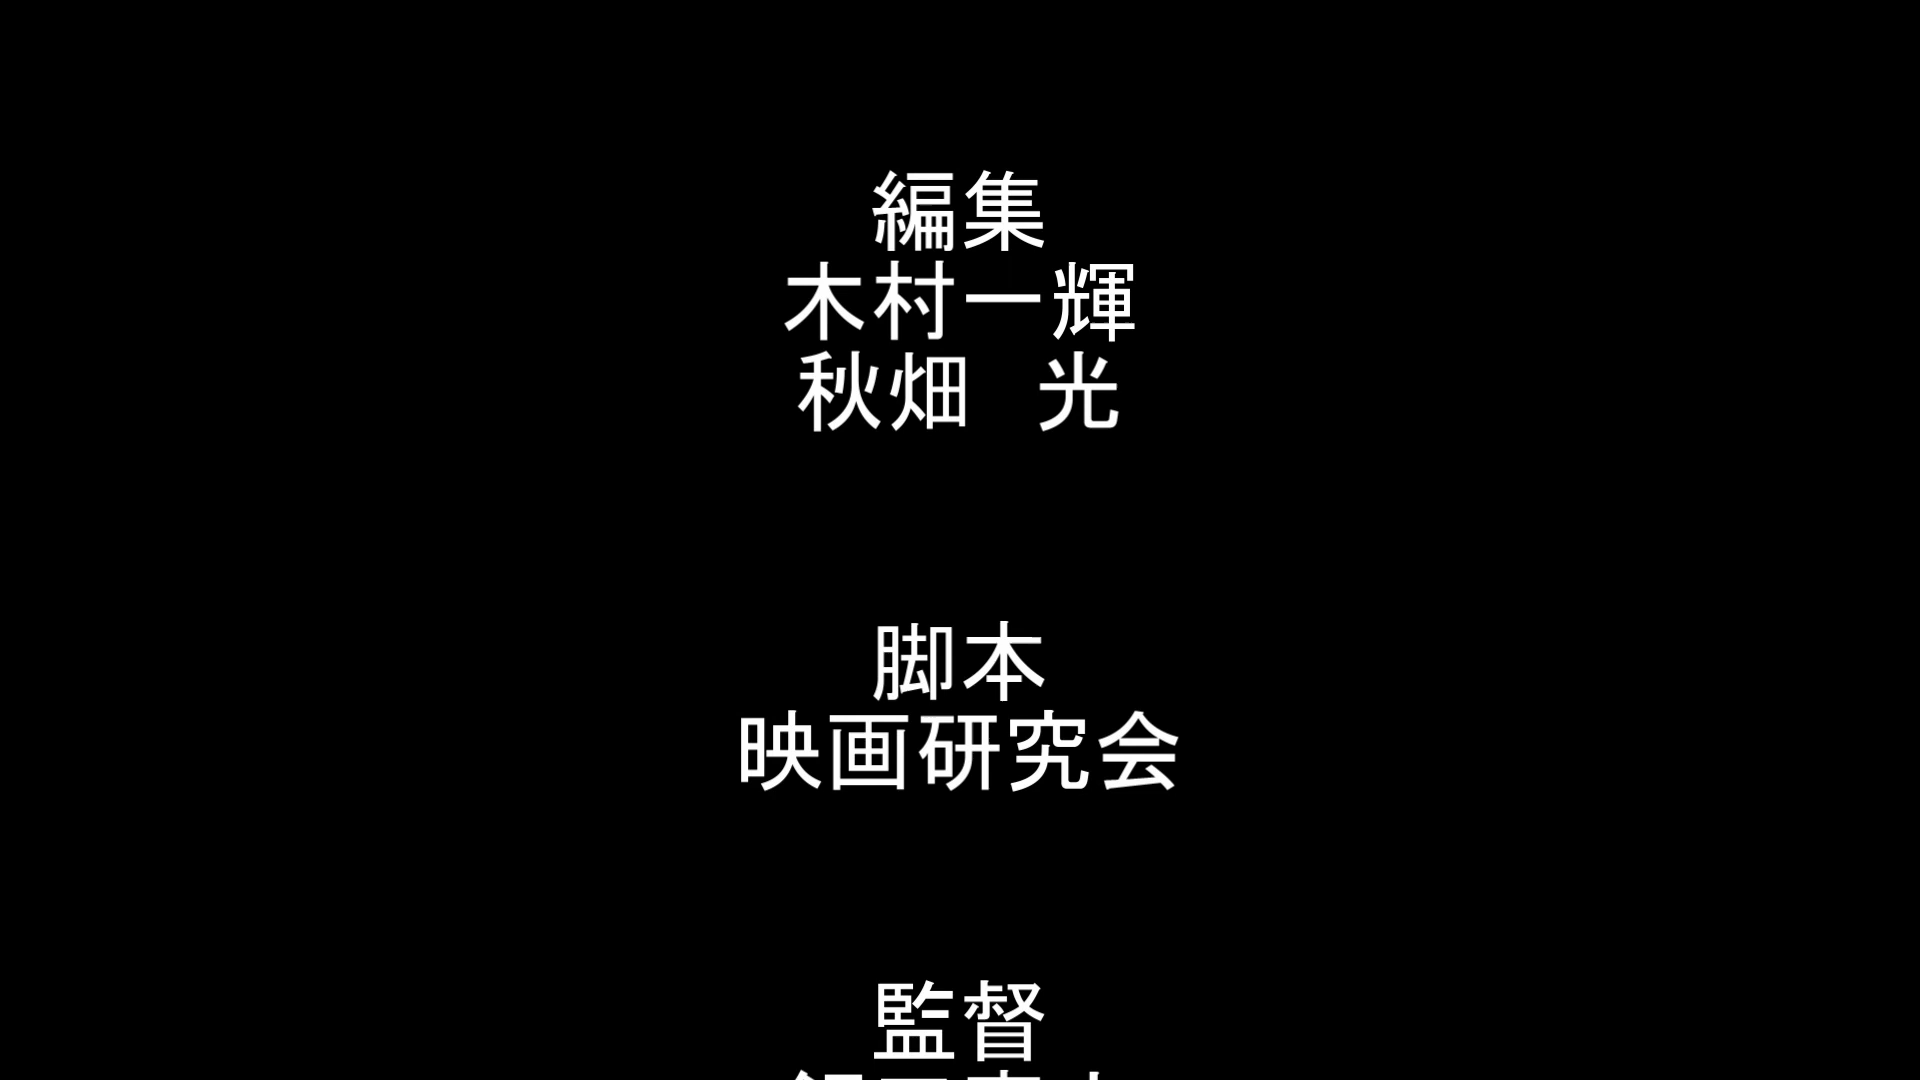 編集
木村一輝
秋畑 光
脚本
映画研究会
監督